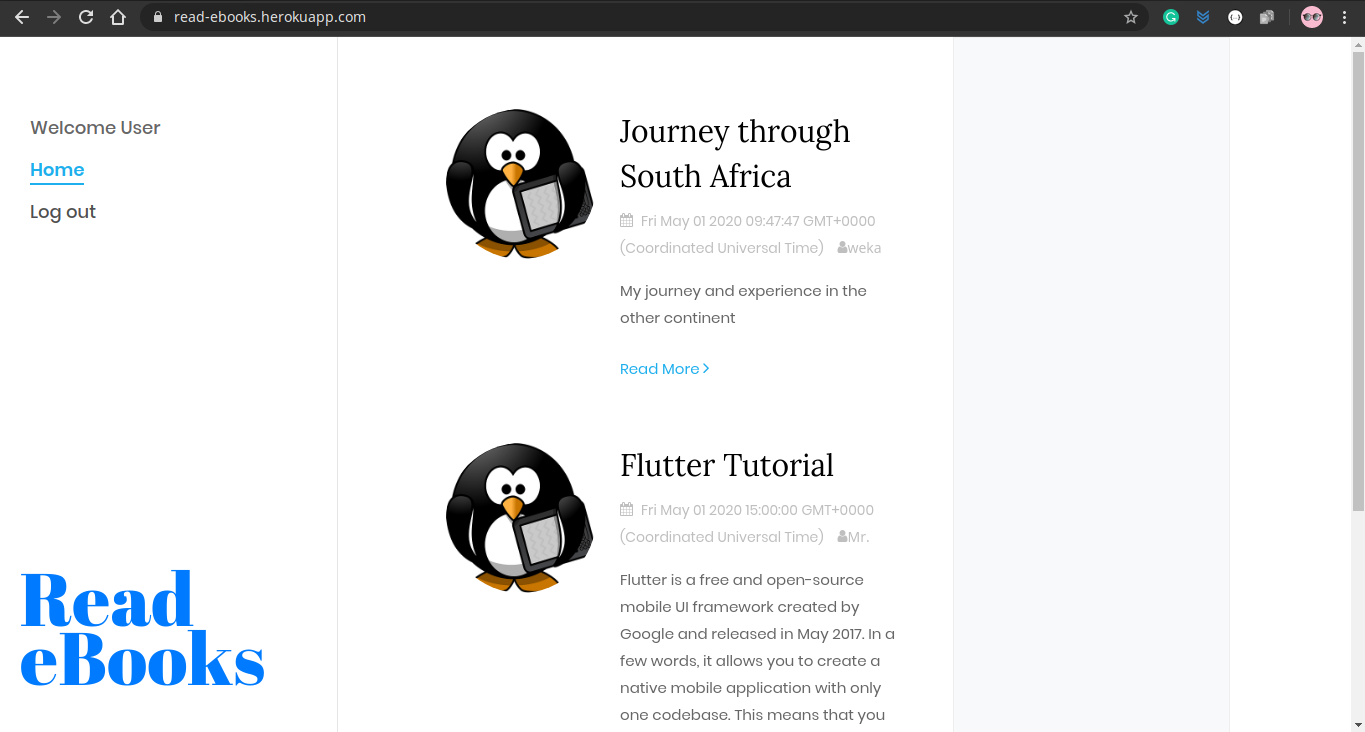 read-ebooks.herokuapp.com
Welcome User
Home
Log out
Read
eBooks
Journey through
South Africa
Fri May 01 2020 09:47:47 GMT+0000
(Coordinated Universal Time) weka
My journey and experience in the
other continent
Read More
Flutter Tutorial
Fri May 01 2020 15:00:00 GMT+0000
(Coordinated Universal Time) Mr.
Flutter is a free and open-source
mobile UI framework created by
Google and released in May 2017. In a
few words, it allows you to create a
native mobile application with only
one codebase. This means that you